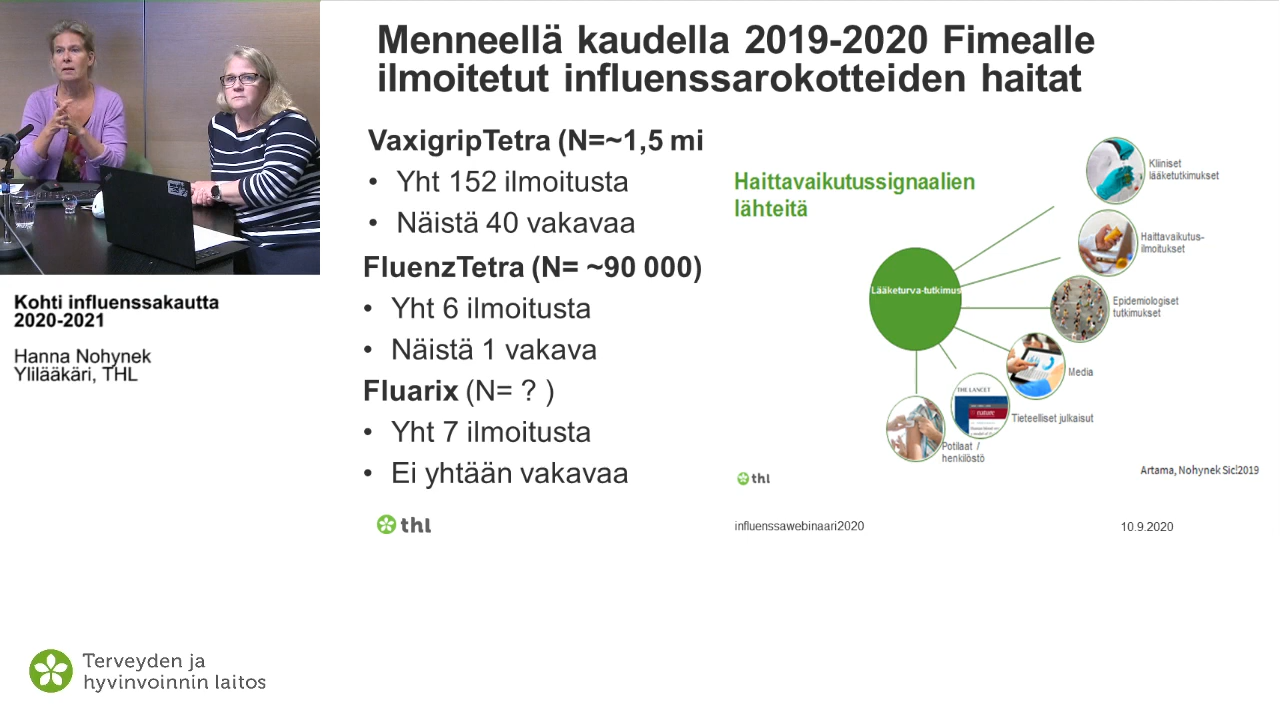 Menneellä kaudella 2019-2020 Fimealle
ilmoitetut influenssarokotteiden haitat
VaxigripTetra (N=~1,5 mi
• Yht 152 ilmoitusta
• Näistä 40 vakavaa
FluenzTetra (N= ~90 000)
• Yht 6 ilmoitusta
• Näistä 1 vakava
Fluarix (N= ? )
• Yht 7 ilmoitusta
• Ei yhtään vakavaa
thl
Haittavaikutussignaalien
lähteitä
Lääketurva-tutkimus
Kliiniset
lääketutkimukset
Haittavaikutus-
ilmoitukset
Epidemiologiset
tutkimukset
Media
THE LANCET
nature
Tieteelliset julkaisut
Potilaat /
henkilöstö
Artama, Nohynek Sic!2019
thl
influenssawebinaari2020
10.9.2020
Kohti influenssakautta
2020-2021
Hanna Nohynek
Ylilääkäri, THL
Terveyden ja
hyvinvoinnin laitos